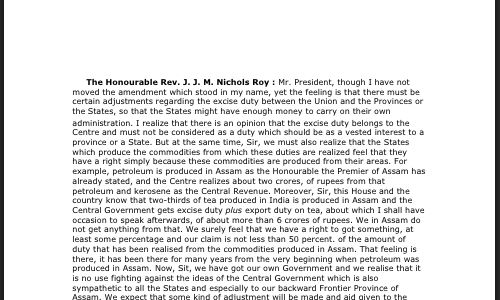 The Honourable Rev. J. J. M. Nichols Roy : Mr. President, though I have not
moved the amendment which stood in my name, yet the feeling is that there must be
certain adjustments regarding the excise duty between the Union and the Provinces or
the States, so that the States might have enough money to carry on their own
administration. I realize that there is an opinion that the excise duty belongs to the
Centre and must not be considered as a duty which should be as a vested interest to a
province or a State. But at the same time, Sir, we must also realize that the States
which produce the commodities from which these duties are realized feel that they
have a right simply because these commodities are produced from their areas. For
example, petroleum is produced in Assam as the Honourable the Premier of Assam has
already stated, and the Centre realizes about two crores, of rupees from that
petroleum and kerosene as the Central Revenue. Moreover, Sir, this House and the
country know that two-thirds of tea produced in India is produced in Assam and the
Central Government gets excise duty plus export duty on tea, about which I shall have
occasion to speak afterwards, of about more than 6 crores of rupees. We in Assam do
not get anything from that. We surely feel that we have a right to got something, at
least some percentage and our claim is not less than 50 percent. of the amount of
duty that has been realised from the commodities produced in Assam. That feeling is
there, it has been there for many years from the very beginning when petroleum was
produced in Assam. Now, Sit, we have got our own Government and we realise that it
is no use fighting against the ideas of the Central Government which is also
sympathetic to all the States and especially to our backward Frontier Province of
Assam. We expect that some kind of adjustment will be made and aid given to the